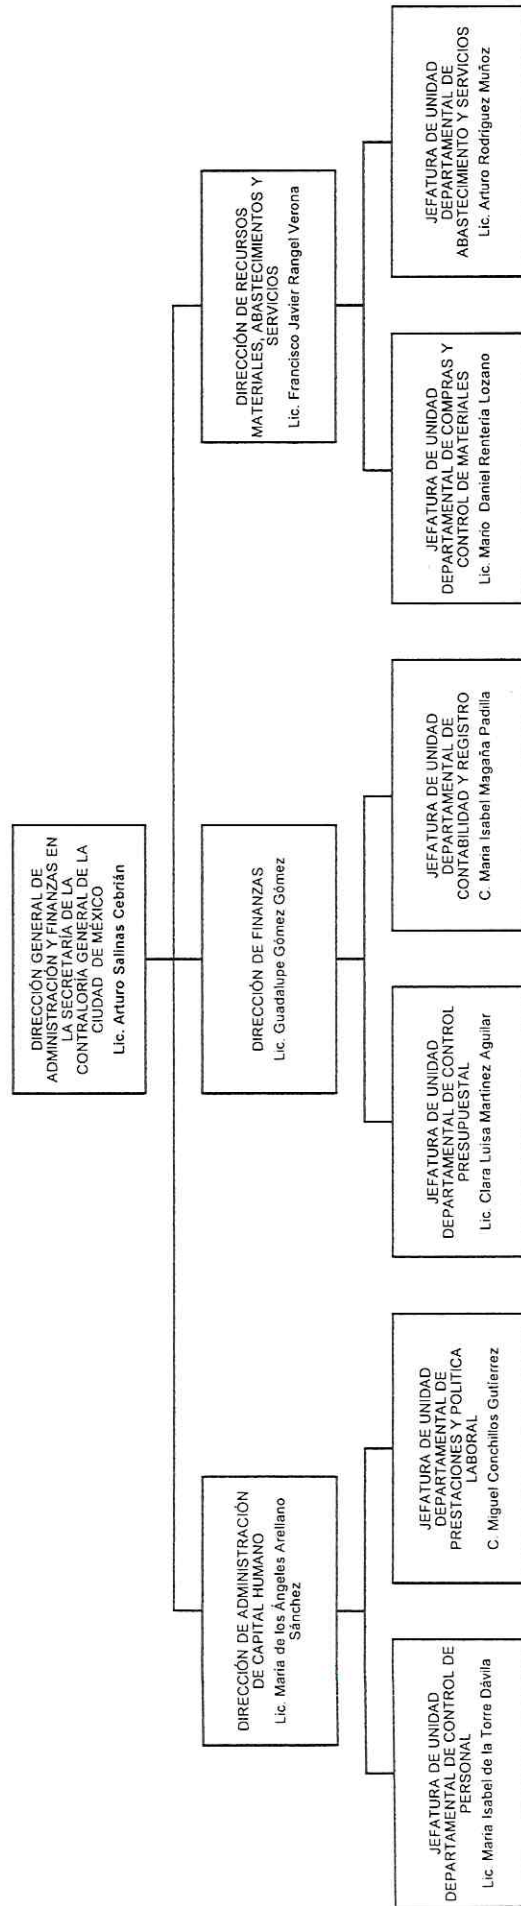 DIRECCIÓN GENERAL DE
ADMINISTRACIÓN Y FINANZAS EN
LA SECRETARÍA DE LA
CONTRALORÍA GENERAL DE LA
CIUDAD DE MÉXICO
Lic. Arturo Salinas Cebrián
DIRECCIÓN DE ADMINISTRACIÓN
DE CAPITAL HUMANO
Lic. María de los Ángeles Arellano
Sánchez
DIRECCIÓN DE FINANZAS
Lic. Guadalupe Gómez Gómez
DIRECCIÓN DE RECURSOS
MATERIALES, ABASTECIMIENTOS Y
SERVICIOS
Lic. Francisco Javier Rangel Verona
JEFATURA DE UNIDAD
DEPARTAMENTAL DE CONTROL DE
PERSONAL
Lic. Maria Isabel de la Torre Dávila
JEFATURA DE UNIDAD
DEPARTAMENTAL DE
PRESTACIONES Y POLITICA
LABORAL
C. Miguel Conchillos Gutierrez
JEFATURA DE UNIDAD
DEPARTAMENTAL DE CONTROL
PRESUPUESTAL
Lic. Clara Luisa Martínez Aguilar
JEFATURA DE UNIDAD
DEPARTAMENTAL DE
CONTABILIDAD Y REGISTRO
C. Maria Isabel Magaña Padilla
JEFATURA DE UNIDAD
DEPARTAMENTAL DE COMPRAS Y
CONTROL DE MATERIALES
Lic. Mario Daniel Rentería Lozano
JEFATURA DE UNIDAD
DEPARTAMENTAL DE
ABASTECIMIENTO Y SERVICIOS
Lic. Arturo Rodríguez Muñoz